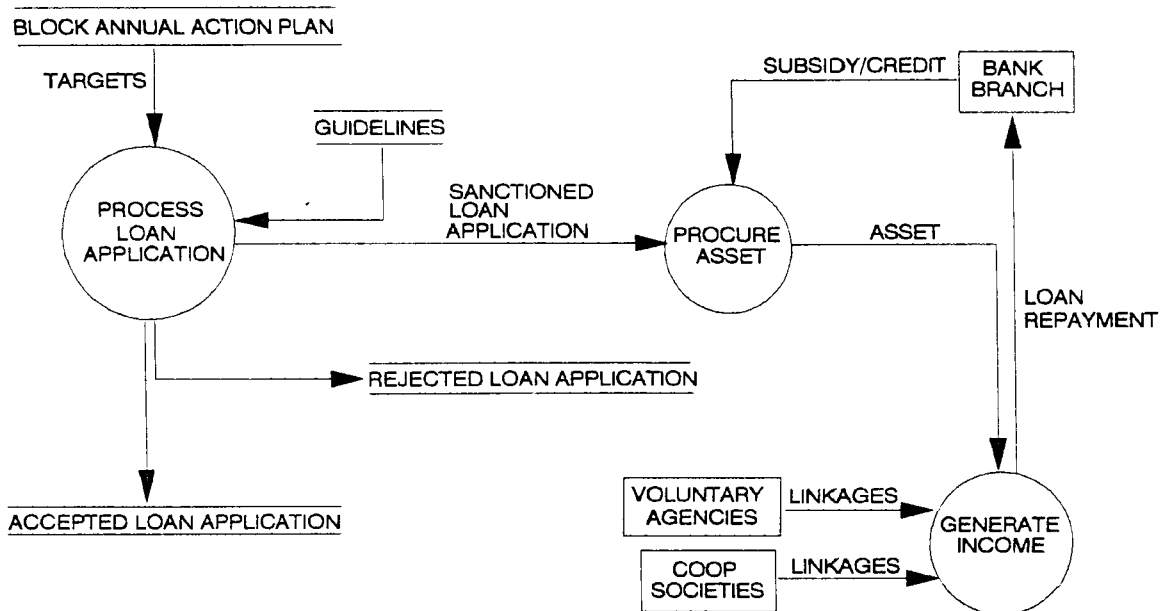 BLOCK ANNUAL ACTION PLAN
TARGETS
GUIDELINES
SUBSIDY/CREDIT
BANK
BRANCH
PROCESS
LOAN
APPLICATION
SANCTIONED
LOAN
APPLICATION
PROCURE
ASSET
ASSET
LOAN
REPAYMENT
REJECTED LOAN APPLICATION
ACCEPTED LOAN APPLICATION
VOLUNTARY
AGENCIES
LINKAGES
GENERATE
INCOME
COOP
SOCIETIES
LINKAGES